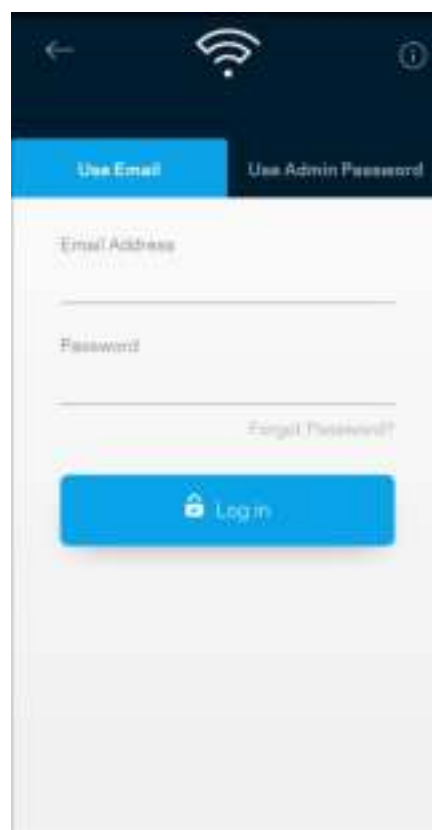 Use Email
Use Admin Password
Email Address
Password
Forgot Password?
Log in